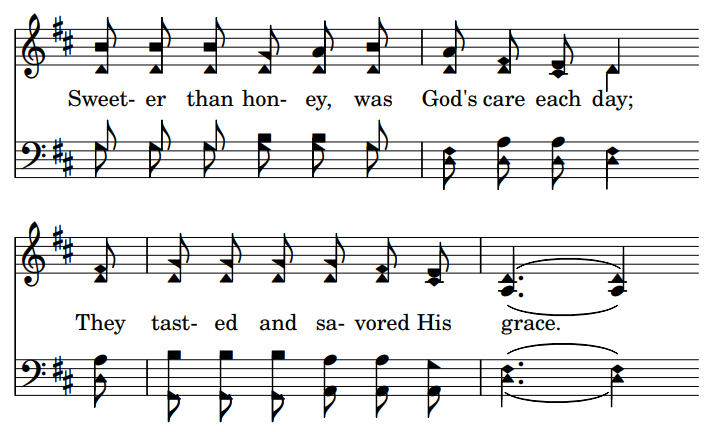 Sweet- er than hon- ey, was God's care each day;
They tast- ed and sa- vored His grace.